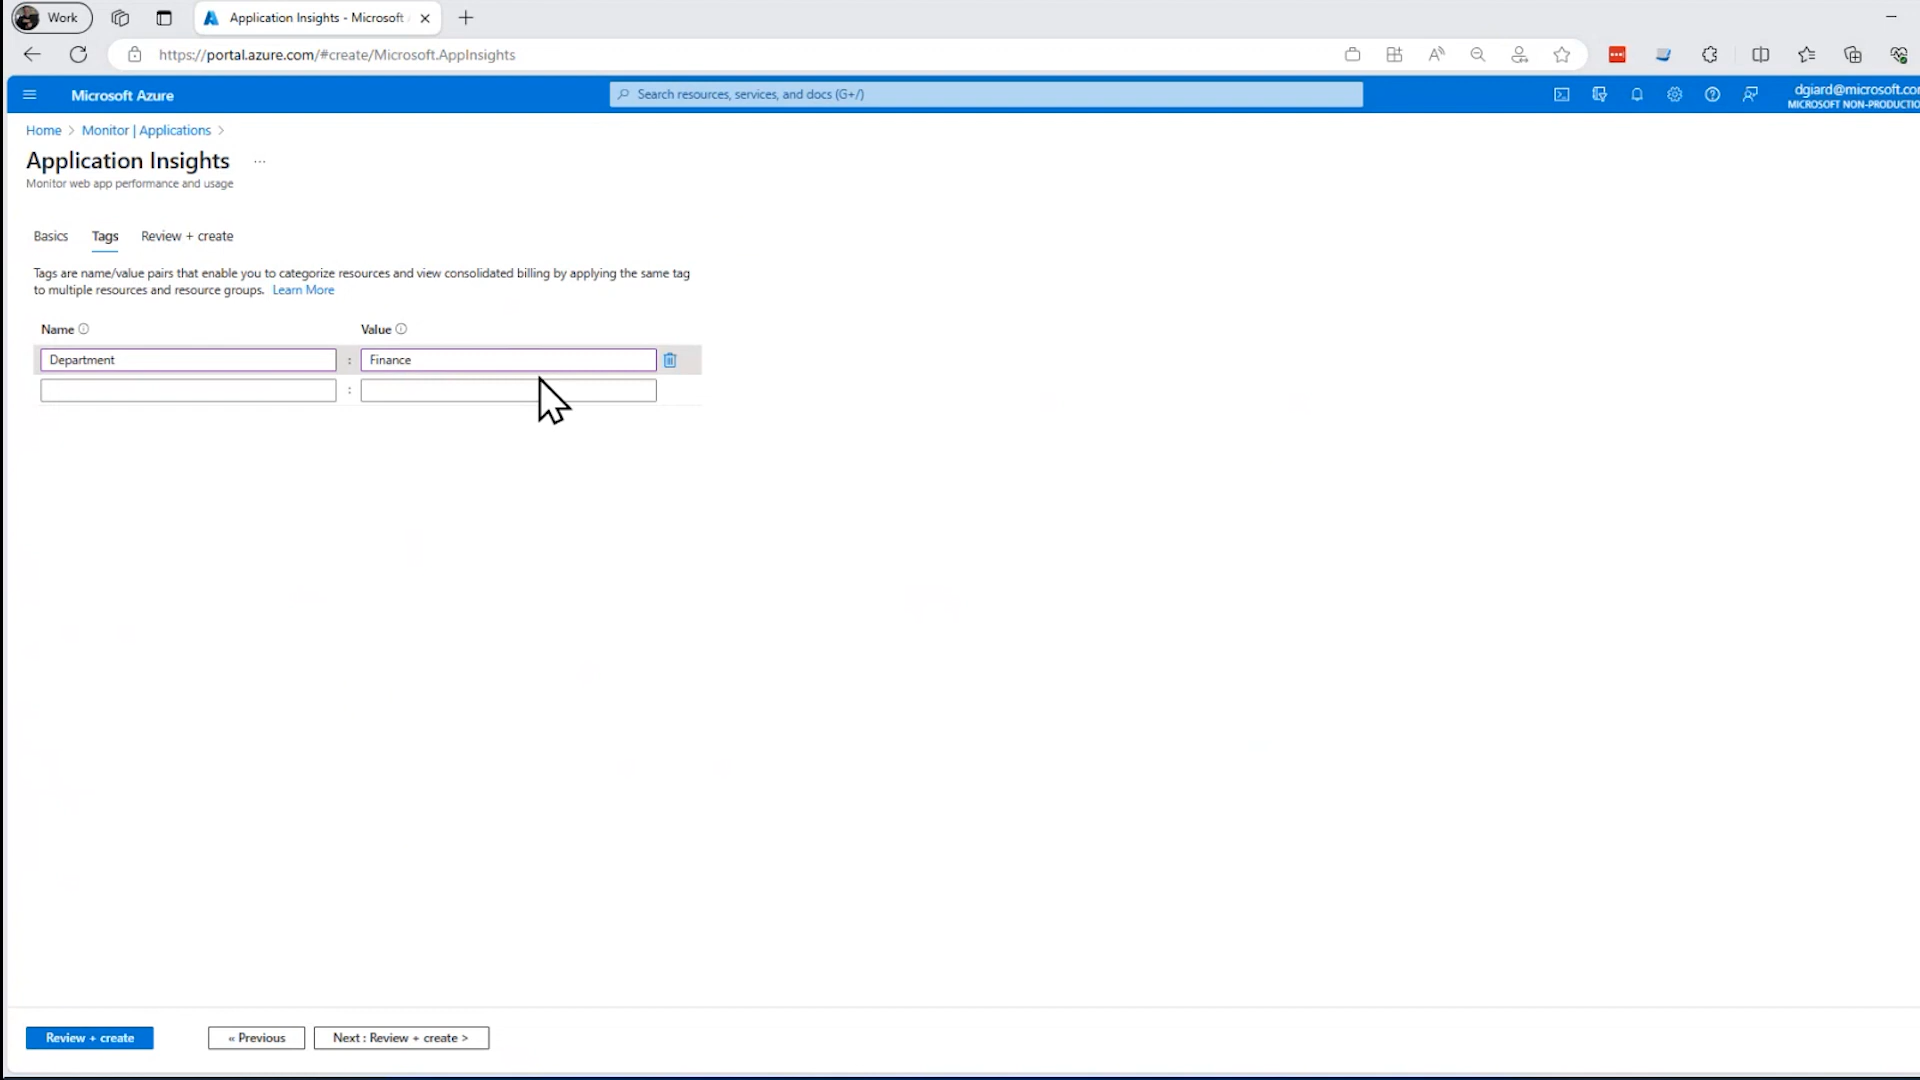 Work
Application Insights - Microsoft
https://portal.azure.com/#create/Microsoft.AppInsights
Microsoft Azure
Search resources, services, and docs (G+/)
dgiard@microsoft.co
MICROSOFT NON-PRODUCTIO
Home > Monitor | Applications >
Application Insights ...
Monitor web app performance and usage
Basics Tags Review + create
Tags are name/value pairs that enable you to categorize resources and view consolidated billing by applying the same tag
to multiple resources and resource groups. Learn More
Name Value
Department : Finance
:
Review + create « Previous Next : Review + create >